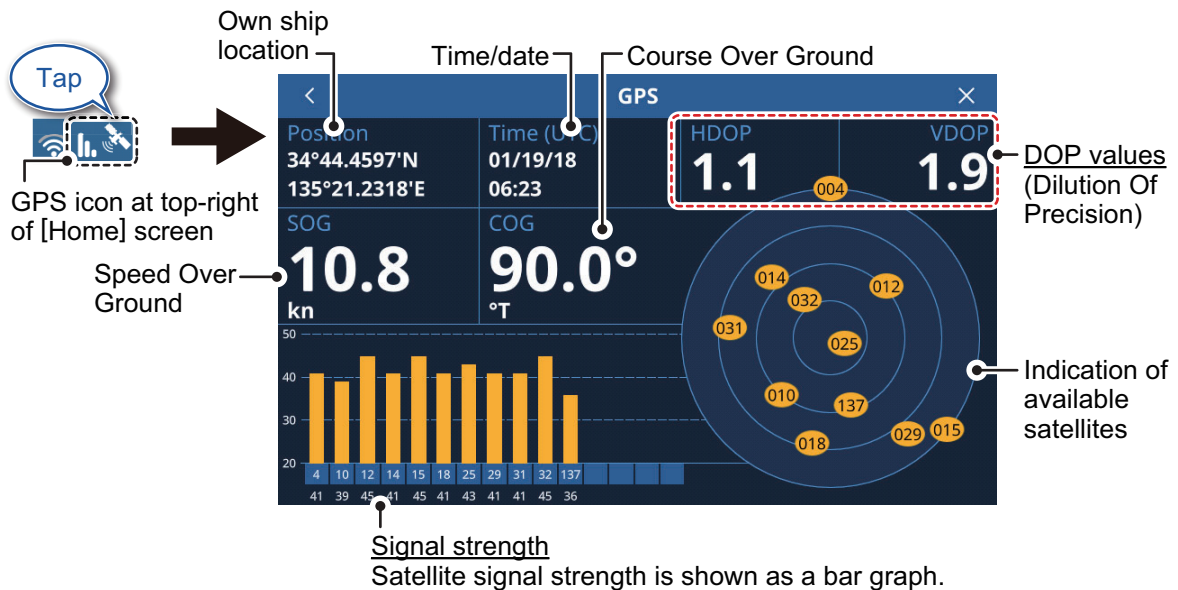 Own ship
location
Time/date
Course Over Ground
Tap
GPS
Position
Time (UTC)
HDOP
VDOP
34°44.4597'N
01/19/18
1.1
1.9
135°21.2318'E
06:23
DOP values
(Dilution Of
Precision)
GPS icon at top-right
of [Home] screen
SOG
COG
10.8
90.0°
kn
°T
Speed Over
Ground
004
014
012
032
031
025
010
137
018
029
015
Indication of
available
satellites
50
40
30
20
4 10 12 14 15 18 25 29 31 32 137
41 39 45 41 45 41 43 41 41 45 36
Signal strength
Satellite signal strength is shown as a bar graph.